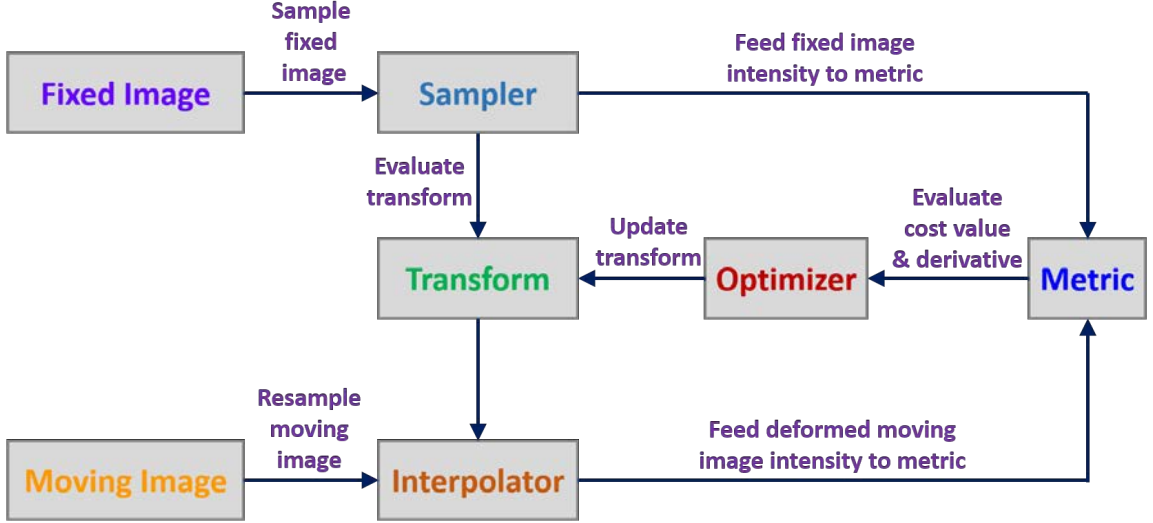 Sample
fixed
image
Feed fixed image
intensity to metric
Fixed Image
Sampler
Evaluate
transform
Update
transform
Evaluate
cost value
& derivative
Transform
Optimizer
Metric
Resample
moving
image
Feed deformed moving
image intensity to metric
Moving Image
Interpolator